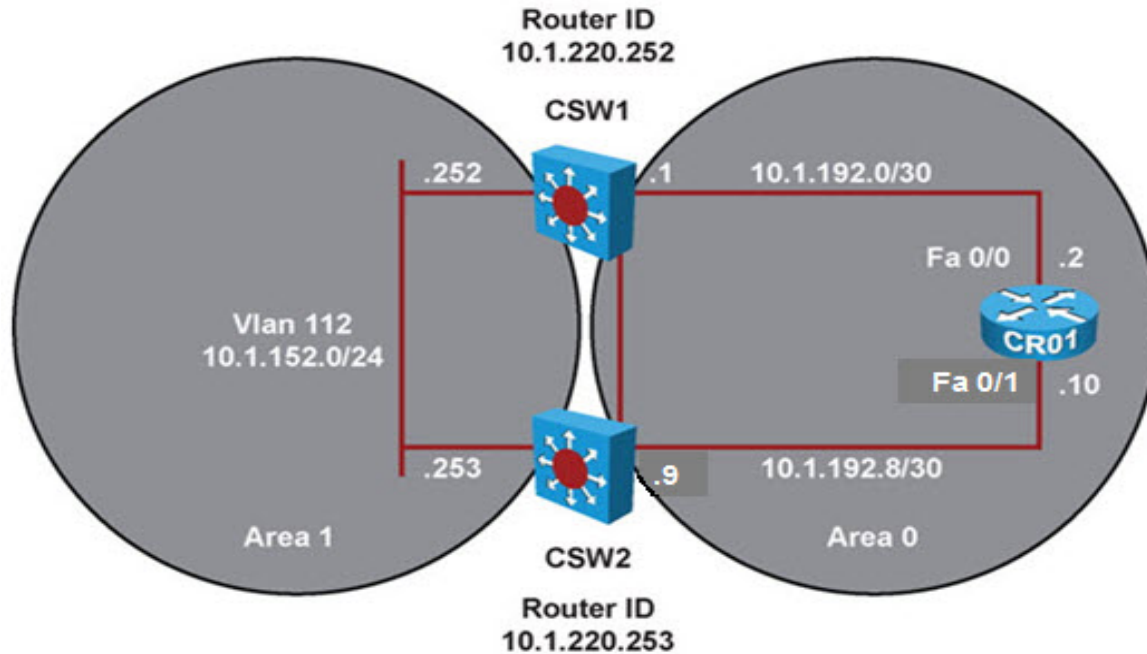 Router ID
10.1.220.252
CSW1
.252
.1
10.1.192.0/30
Fa 0/0
.2
Vlan 112
10.1.152.0/24
CR01
Fa 0/1
.10
.253
.9
10.1.192.8/30
Area 1
Area 0
CSW2
Router ID
10.1.220.253